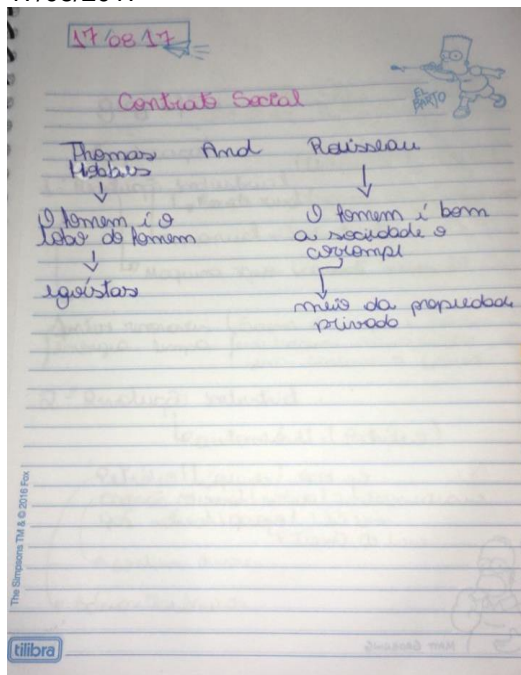 17/08/17
EL BARTO
Contrato Social
Thomas And Rousseau
Hobbes
O homem é o
lobo do homem
egoístas
O homem é bom
a sociedade o
corrompe
meio da propriedade
privado
The Simpsons TM & © 2016 Fox
tilibra